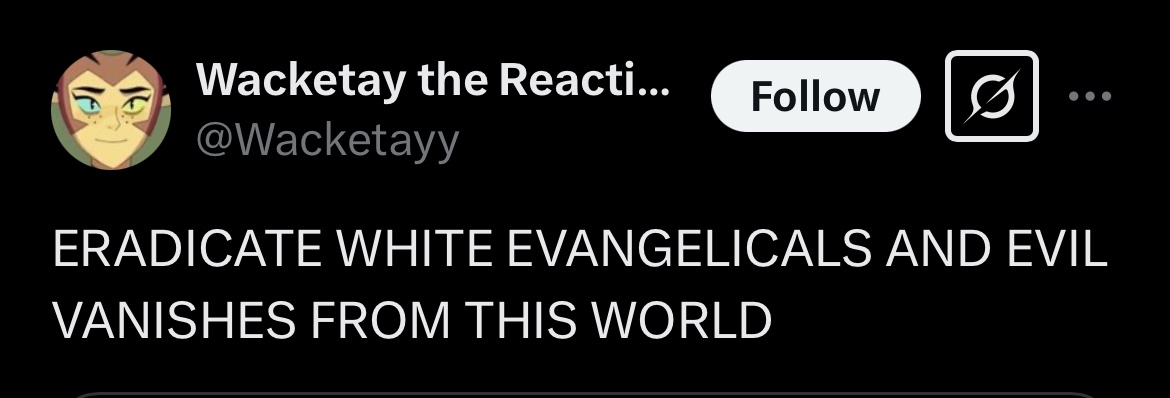 Wacketay the Reacti...
Follow
@Wacketayy
ERADICATE WHITE EVANGELICALS AND EVIL
VANISHES FROM THIS WORLD